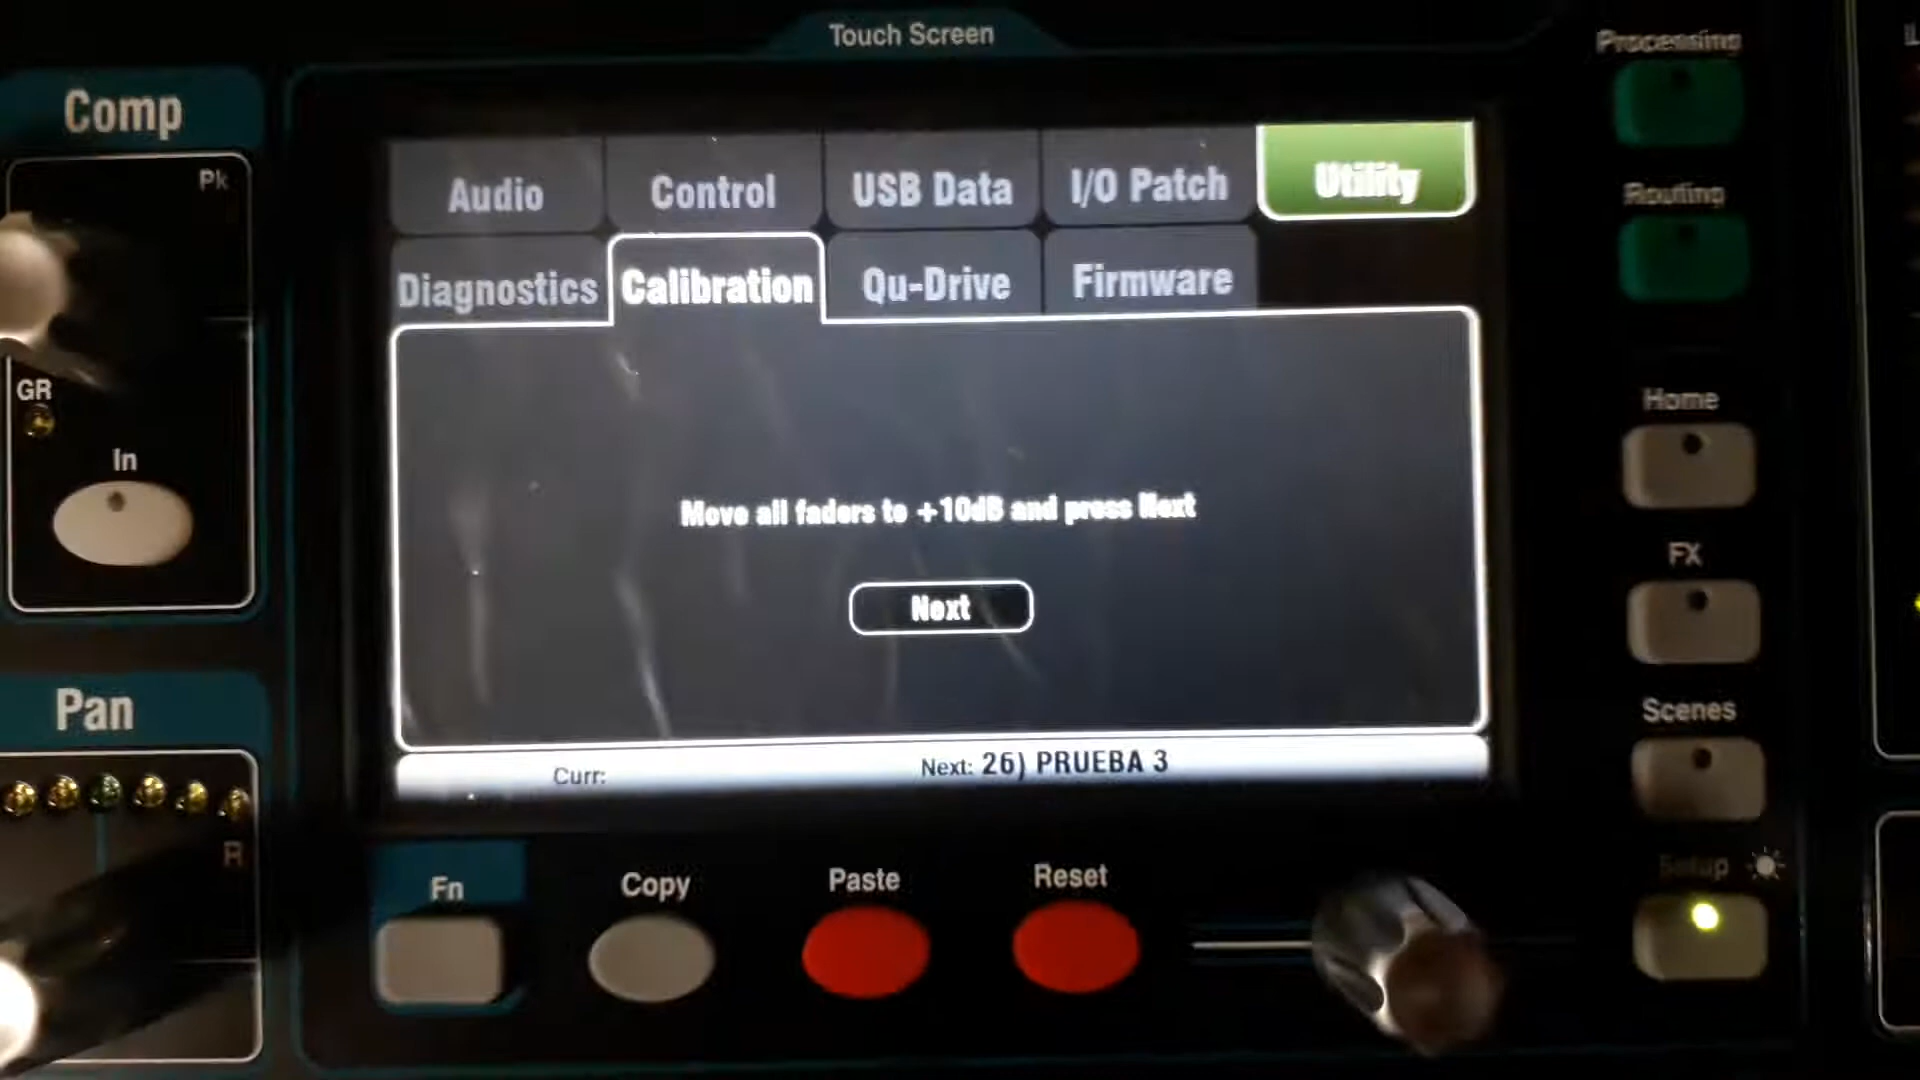 Touch Screen
Processing
Comp
Pk
Audio
Control
USB Data
I/O Patch
Utility
Routing
Diagnostics
Calibration
Qu-Drive
Firmware
GR
In
Home
Move all faders to +10dB and press Next
FX
Next
Pan
Scenes
Curr:
Next: 26) PRUEBA 3
R
Setup
Fn
Copy
Paste
Reset